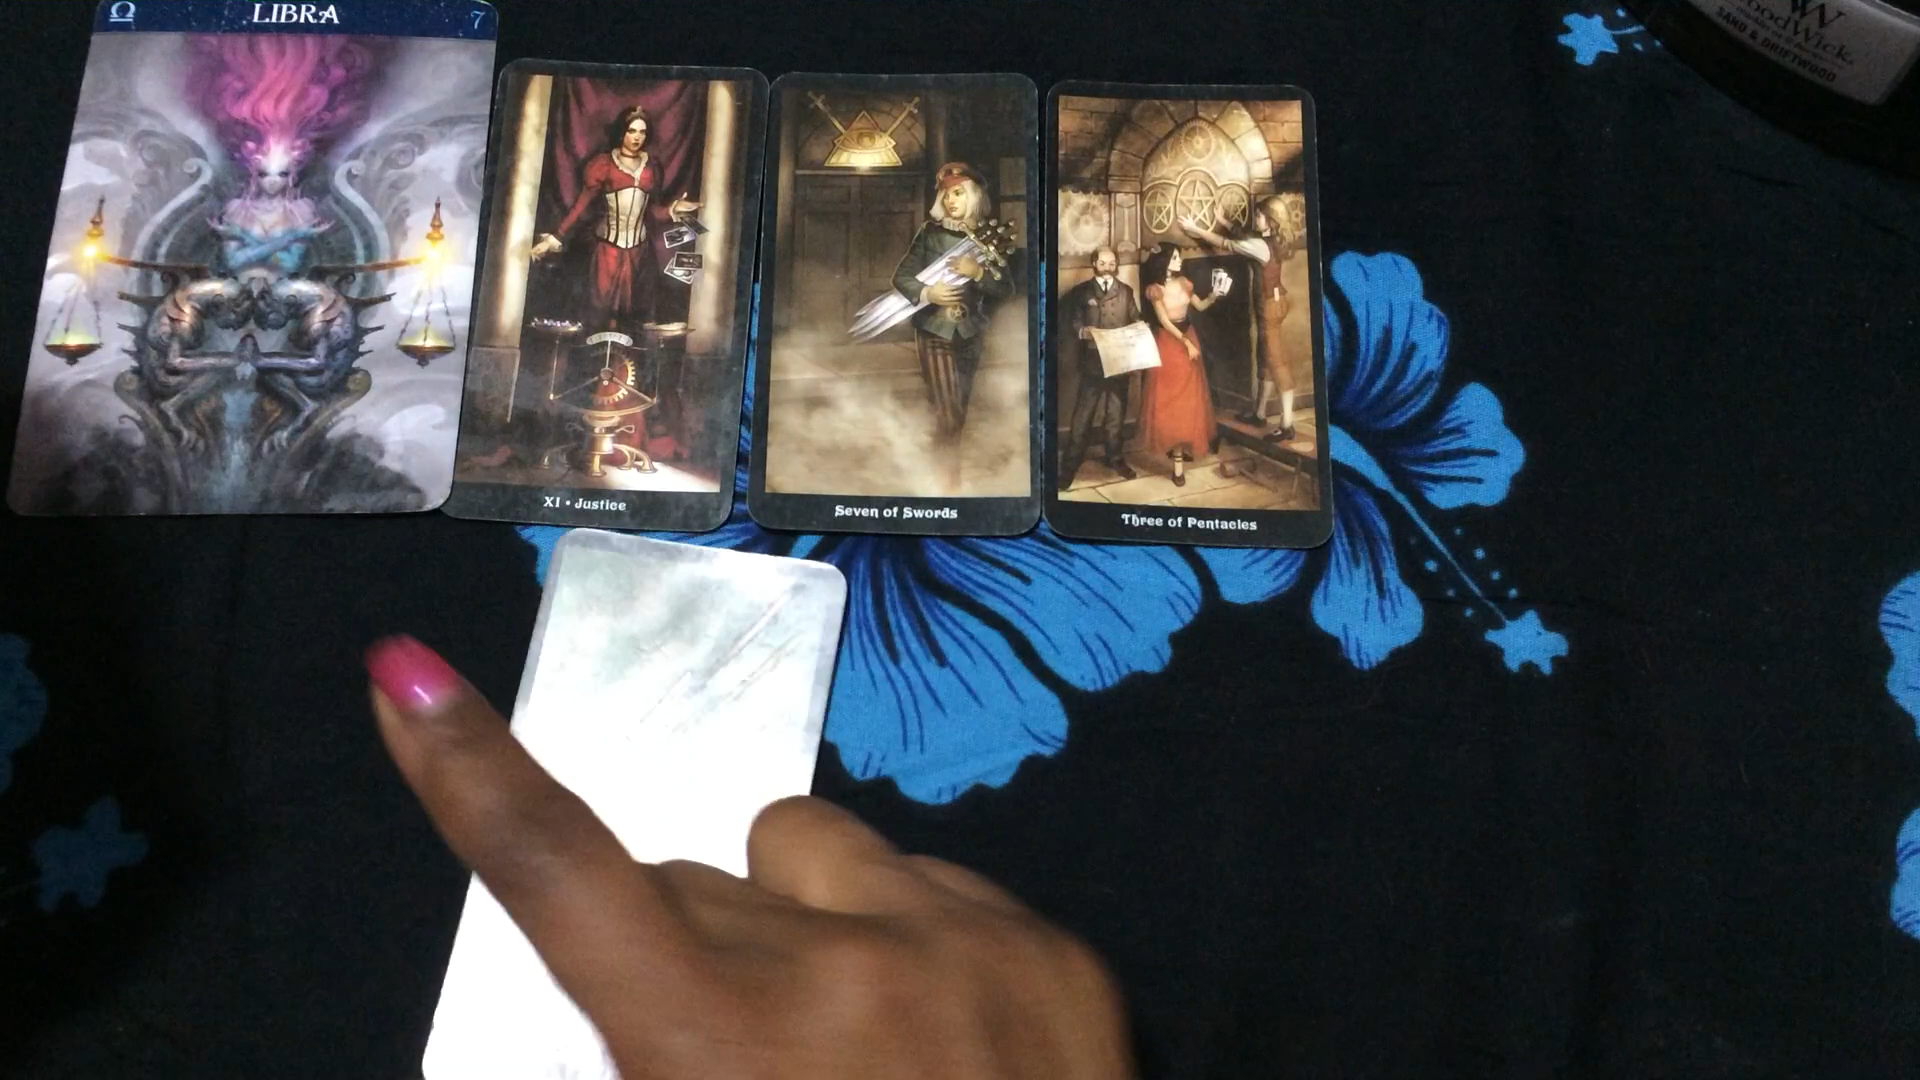 ♎ LIBRA 7
XI • Justice
Seven of Swords
Three of Pentacles
W
WoodWick
SAND & DRIFTWOOD